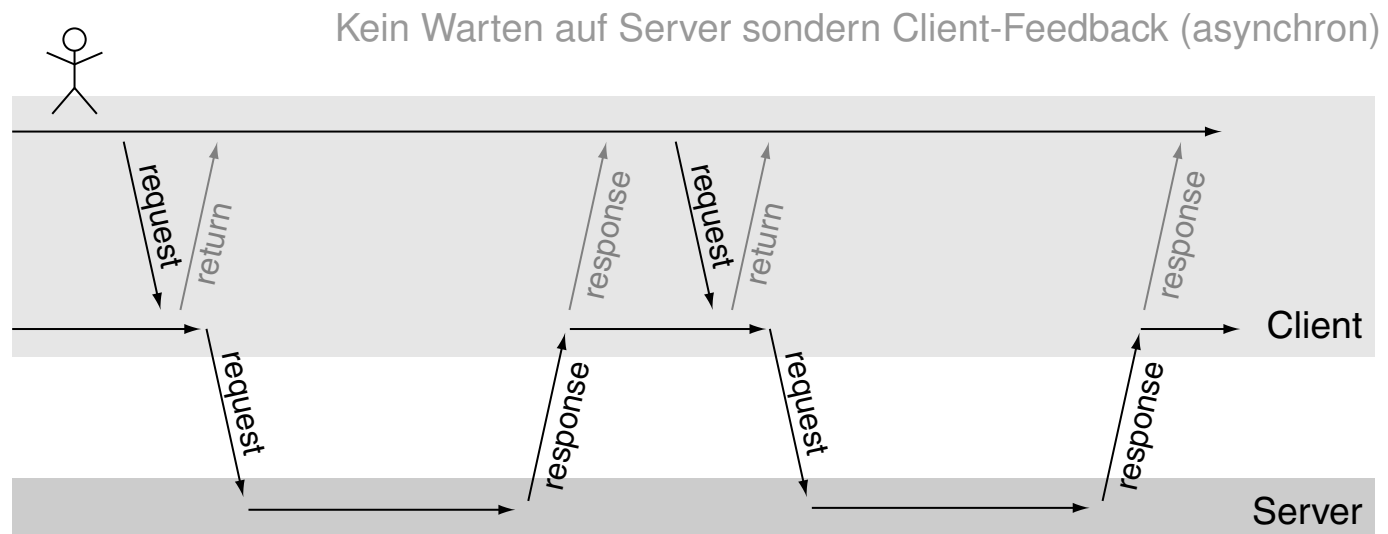 Kein Warten auf Server sondern Client-Feedback (asynchron)
request
return
response
request
return
response
Client
request
response
request
response
Server